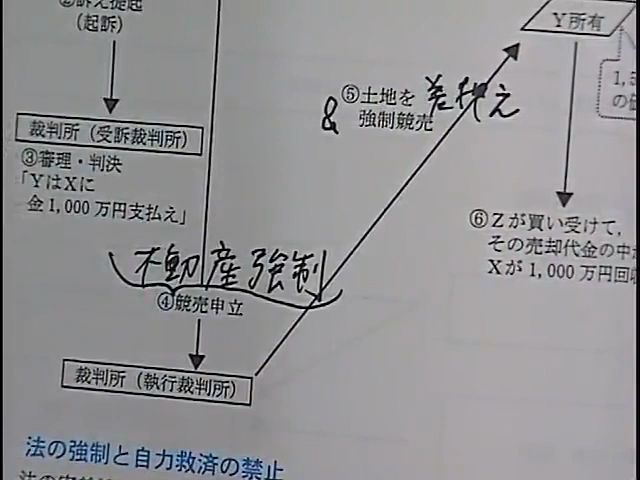 ②訴え提起
(起訴)
裁判所（受訴裁判所）
③審理・判決
「YはXに
金1,000万円支払え」
不動産強制
④競売申立
裁判所（執行裁判所）
⑤土地を 差押え
& 強制競売
Y所有
の
⑥Zが買い受けて,
その売却代金の中か
Xが1,000万円回収
法の強制と自力救済の禁止